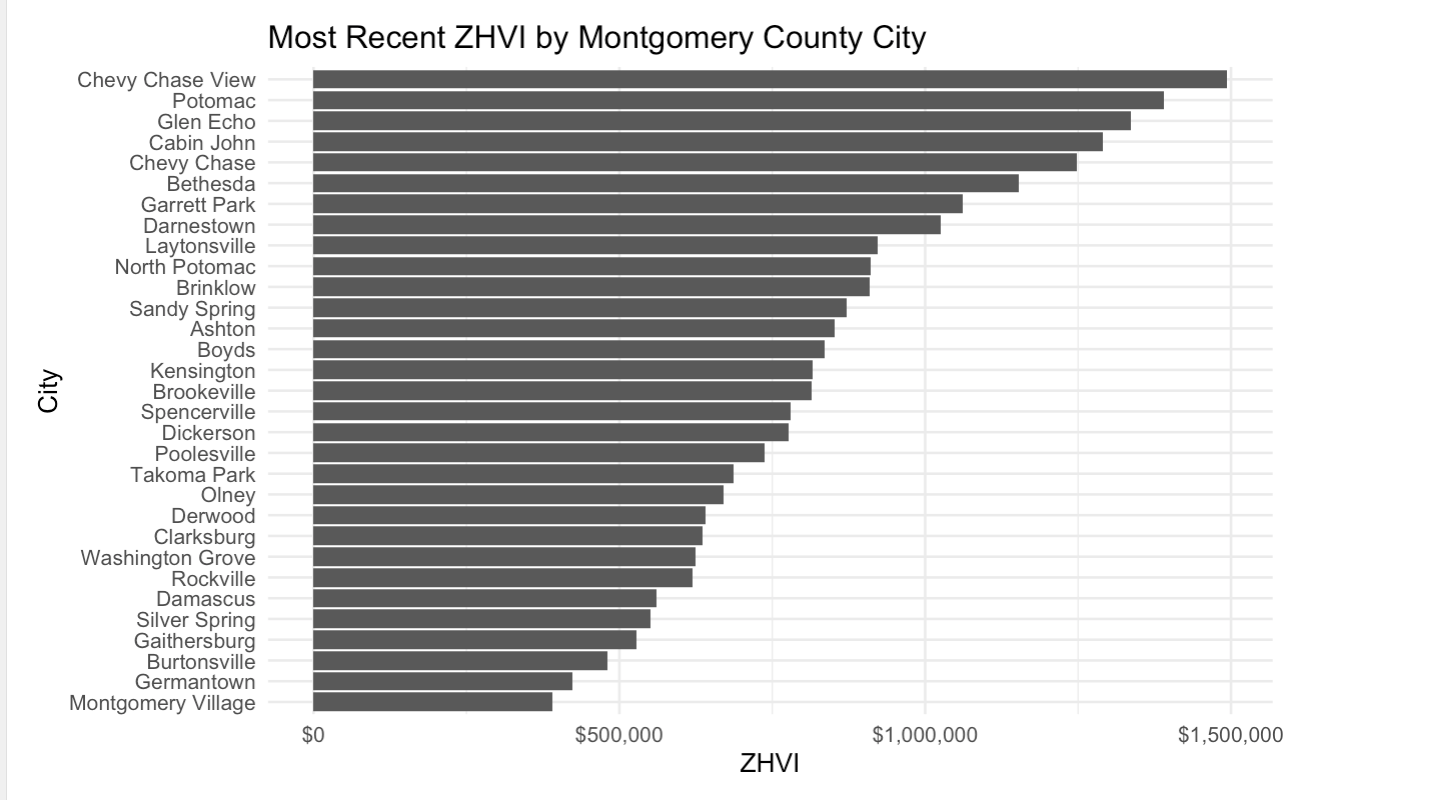 Most Recent ZHVI by Montgomery County City
Chevy Chase View
Potomac
Glen Echo
Cabin John
Chevy Chase
Bethesda
Garrett Park
Darnestown
Laytonsville
North Potomac
Brinklow
Sandy Spring
Ashton
Boyds
Kensington
Brookeville
Spencerville
Dickerson
Poolesville
Takoma Park
Olney
Derwood
Clarksburg
Washington Grove
Rockville
Damascus
Silver Spring
Gaithersburg
Burtonsville
Germantown
Montgomery Village
City
$0 $500,000 $1,000,000 $1,500,000
ZHVI